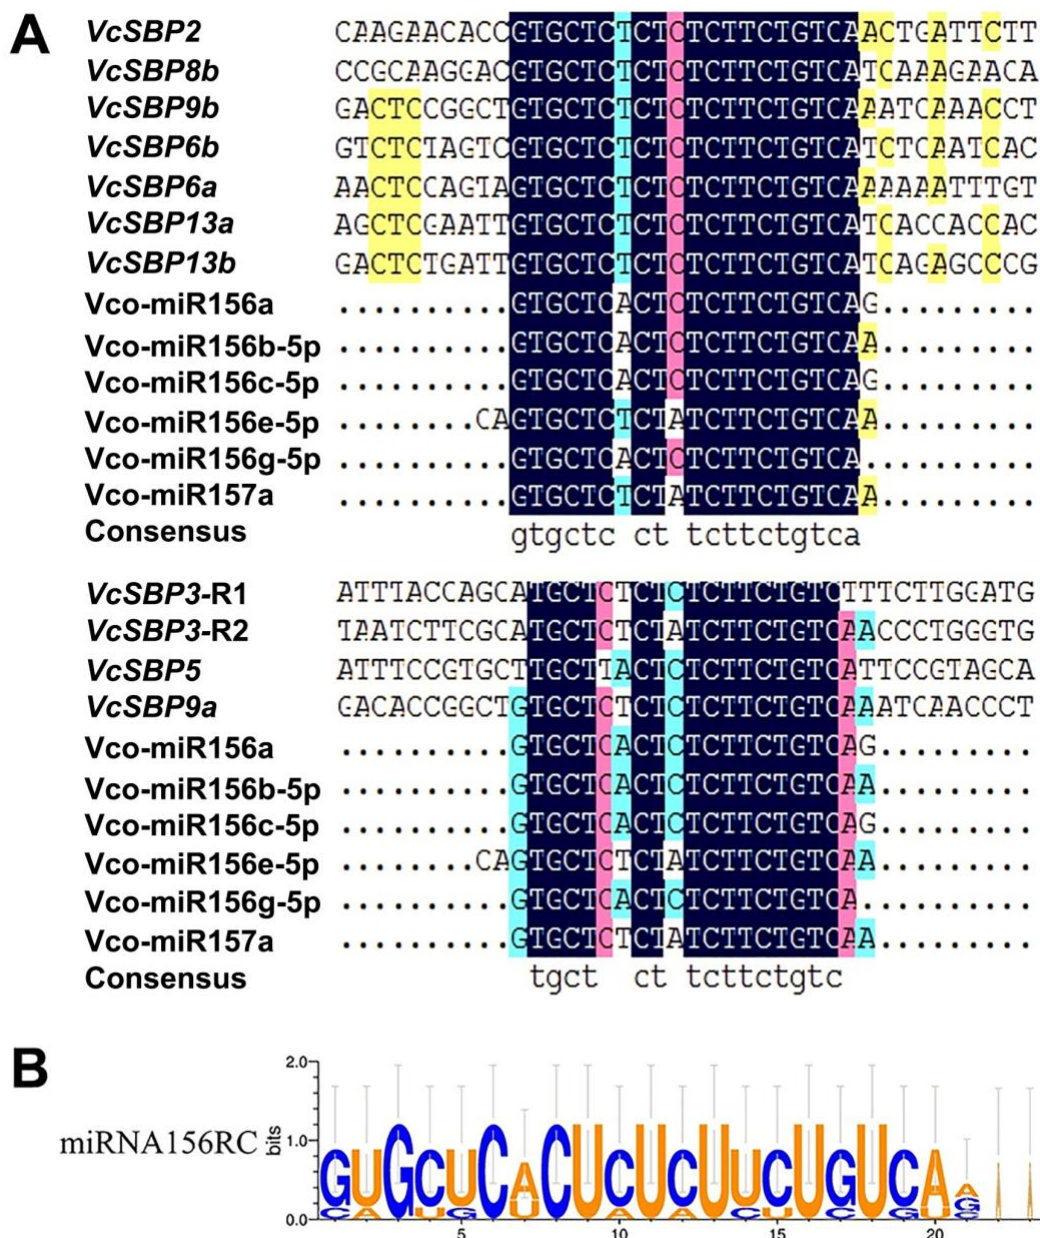 A
VcSBP2 CAAGAACACCGTGCTCTCTCTCTTCTGTCAACTGATTCTT
VcSBP8b CCGCAAGGACGTGCTCTCTCTCTTCTGTCATCAAAGAACA
VcSBP9b GACTCCGGCTGTGCTCTCTCTCTTCTGTCAAATCAAACCT
VcSBP6b GTCTCTAGTCGTGCTCTCTCTCTTCTGTCATCTCAATCAC
VcSBP6a AACTCCAGTAGTGCTCTCTCTCTTCTGTCAAAAAATTTGT
VcSBP13a AGCTCGAATTGTGCTCTCTCTCTTCTGTCATCACCACCAC
VcSBP13b GACTCTGATTGTGCTCTCTCTCTTCTGTCATCAGAGCCCG
Vco-miR156a ..........GTGCTCACTCTCTTCTGTCAG.........
Vco-miR156b-5p ..........GTGCTCACTCTCTTCTGTCAA.........
Vco-miR156c-5p ..........GTGCTCACTCTCTTCTGTCAG.........
Vco-miR156e-5p ........CAGTGCTCTCTATCTTCTGTCAA.........
Vco-miR156g-5p ..........GTGCTCACTCTCTTCTGTCA..........
Vco-miR157a ..........GTGCTCTCTATCTTCTGTCAA.........
Consensus gtgctc ct tcttctgtca
VcSBP3-R1 ATTTACCAGCATGCTCTCTCTCTTCTGTCTTTCTTGGATG
VcSBP3-R2 TAATCTTCGCATGCTCTCTATCTTCTGTCAACCCTGGGTG
VcSBP5 ATTTCCGTGCTTGCTTACTCTCTTCTGTCATTCCGTAGCA
VcSBP9a GACACCGGCTGTGCTCTCTCTCTTCTGTCAAATCAACCCT
Vco-miR156a ..........GTGCTCACTCTCTTCTGTCAG.........
Vco-miR156b-5p ..........GTGCTCACTCTCTTCTGTCAA.........
Vco-miR156c-5p ..........GTGCTCACTCTCTTCTGTCAG.........
Vco-miR156e-5p ........CAGTGCTCTCTATCTTCTGTCAA.........
Vco-miR156g-5p ..........GTGCTCACTCTCTTCTGTCA..........
Vco-miR157a ..........GTGCTCTCTATCTTCTGTCAA.........
Consensus tgct ct tcttctgtc
B
miRNA156RC
bits
2.0
1.0
0.0
GUGCUCACUCUCUUCUGUCAA
5 10 15 20